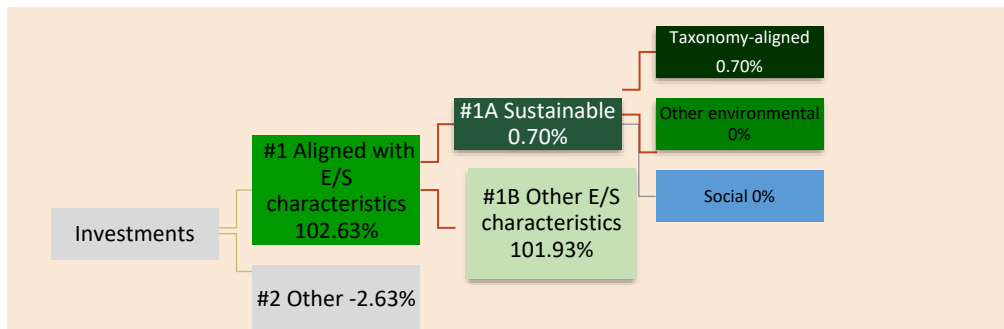 Investments
#1 Aligned with
E/S
characteristics
102.63%
#2 Other -2.63%
#1A Sustainable
0.70%
#1B Other E/S
characteristics
101.93%
Taxonomy-aligned
0.70%
Other environmental
0%
Social 0%